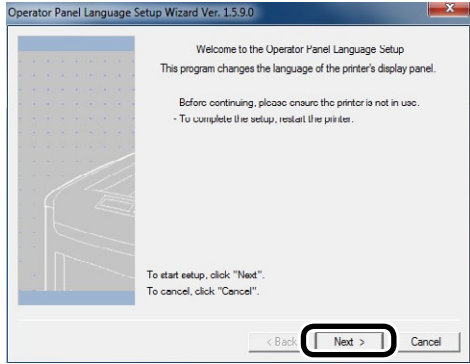 Operator Panel Language Setup Wizard Ver. 1.5.9.0
Welcome to the Operator Panel Language Setup
This program changes the language of the printer's display panel.
Before continuing, please ensure the printer is not in use.
- To complete the setup, restart the printer.
To start setup, click "Next".
To cancel, click "Cancel".
< Back
Next >
Cancel